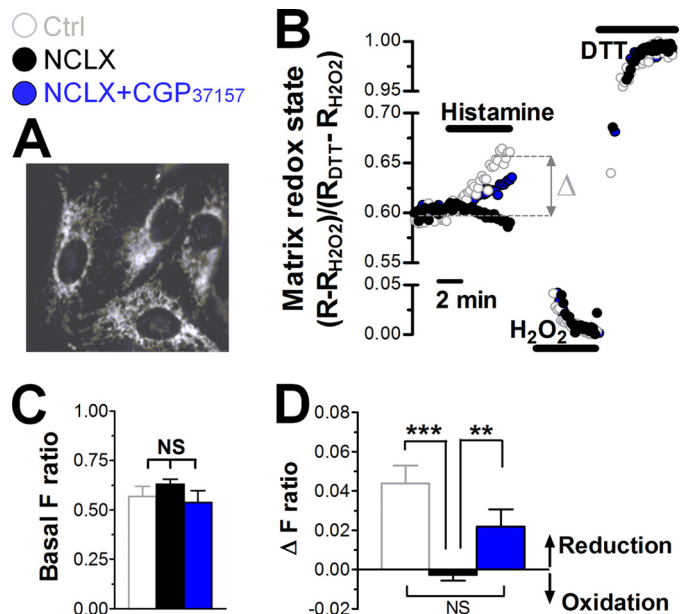 Ctrl
NCLX
NCLX+CGP37157
A
B
Matrix redox state
(R-RH2O2)/(RDTT- RH2O2)
1.00
0.95
0.70
0.65
0.60
0.55
0.05
0.00
DTT
Histamine
Δ
2 min
H2O2
C
Basal F ratio
1.00
0.75
0.50
0.25
0.00
NS
D
Δ F ratio
0.08
0.06
0.04
0.02
0.00
-0.02
***
**
Reduction
Oxidation
NS